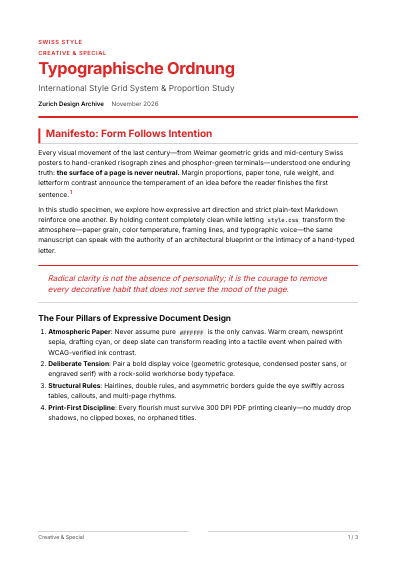 SWISS STYLE
CREATIVE & SPECIAL
Typographische Ordnung
International Style Grid System & Proportion Study
Zurich Design Archive November 2026
Manifesto: Form Follows Intention
Every visual movement of the last century—from Weimar geometric grids and mid-century Swiss
posters to hand-cranked risograph zines and phosphor-green terminals—understood one enduring
truth: the surface of a page is never neutral. Margin proportions, paper tone, rule weight, and
letterform contrast announce the temperament of an idea before the reader finishes the first
sentence.1
In this studio specimen, we explore how expressive art direction and strict plain-text Markdown
reinforce one another. By holding content completely clean while letting style.css transform the
atmosphere—paper grain, color temperature, framing lines, and typographic voice—the same
manuscript can speak with the authority of an architectural blueprint or the intimacy of a hand-typed
letter.
Radical clarity is not the absence of personality; it is the courage to remove
every decorative habit that does not serve the mood of the page.
The Four Pillars of Expressive Document Design
1. Atmospheric Paper: Never assume pure #FFFFFF is the only canvas. Warm cream, newsprint
sepia, drafting cyan, or deep slate can transform reading into a tactile event when paired with
WCAG-verified ink contrast.
2. Deliberate Tension: Pair a bold display voice (geometric grotesque, condensed poster sans, or
engraved serif) with a rock-solid workhorse body typeface.
3. Structural Rules: Hairlines, double rules, and asymmetric borders guide the eye swiftly across
tables, callouts, and multi-page rhythms.
4. Print-First Discipline: Every flourish must survive 300 DPI PDF printing cleanly—no muddy drop
shadows, no clipped boxes, no orphaned titles.
Creative & Special 1 / 3